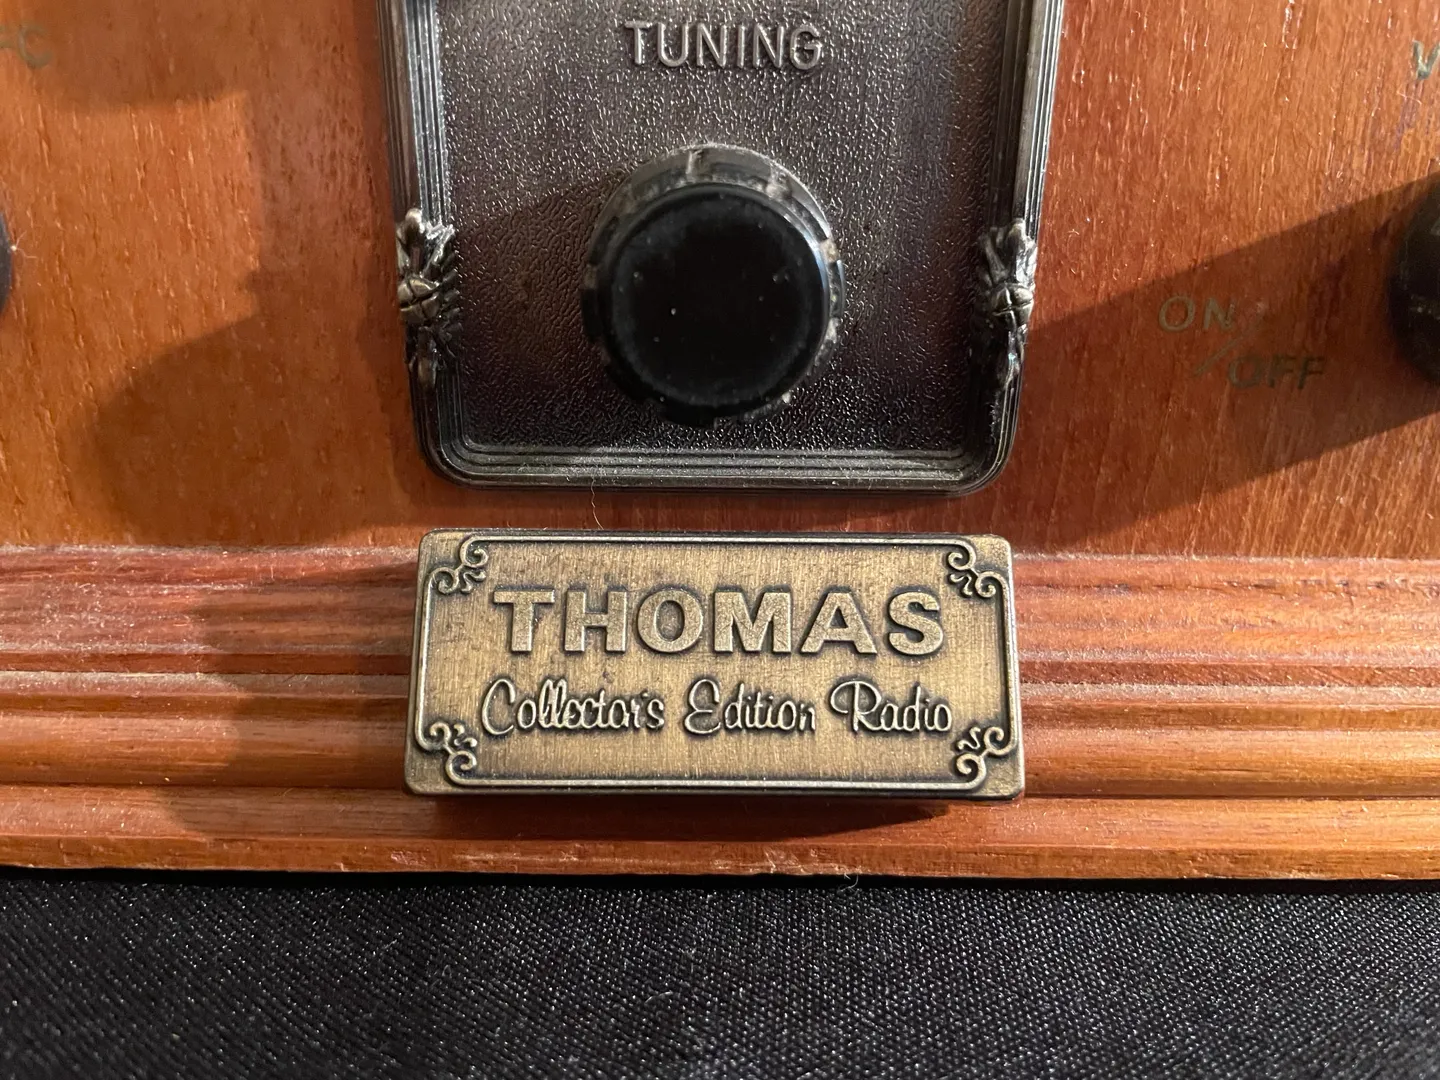 TUNING
ON/OFF
THOMAS
Collector's Edition Radio